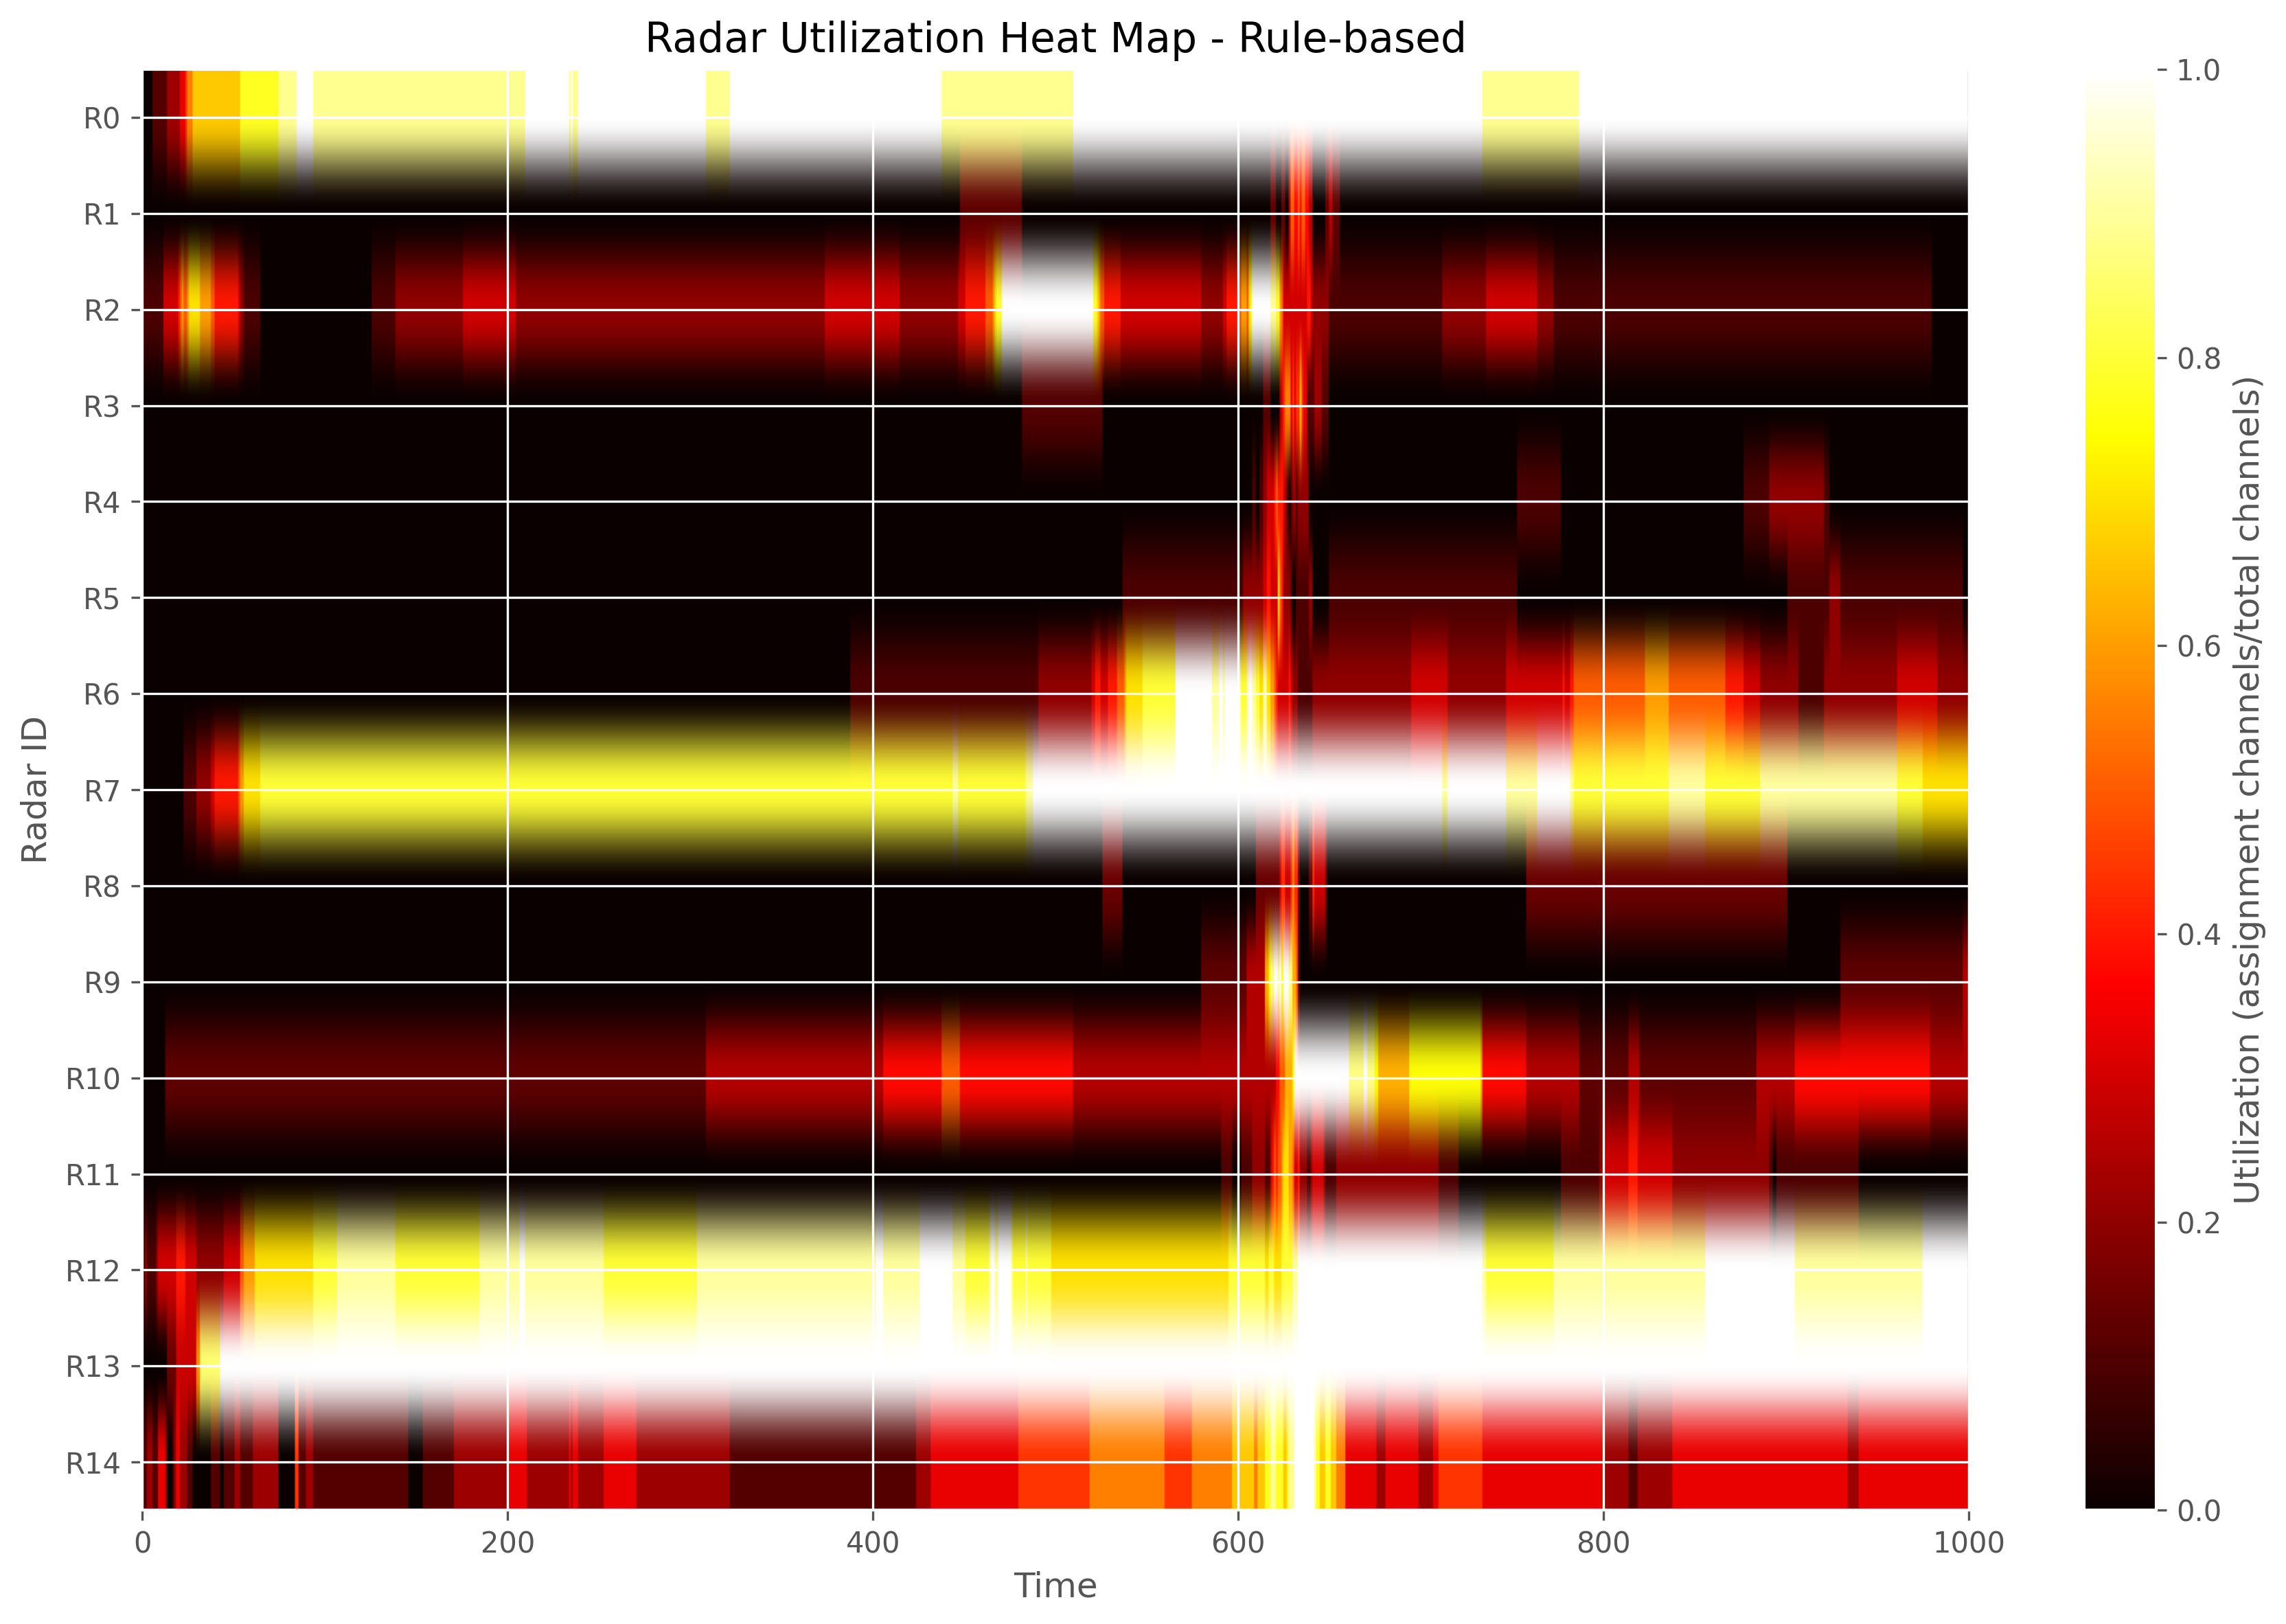 Radar Utilization Heat Map - Rule-based
Radar ID
R0
R1
R2
R3
R4
R5
R6
R7
R8
R9
R10
R11
R12
R13
R14
0
200
400
600
800
1000
Time
1.0
0.8
0.6
0.4
0.2
0.0
Utilization (assignment channels/total channels)